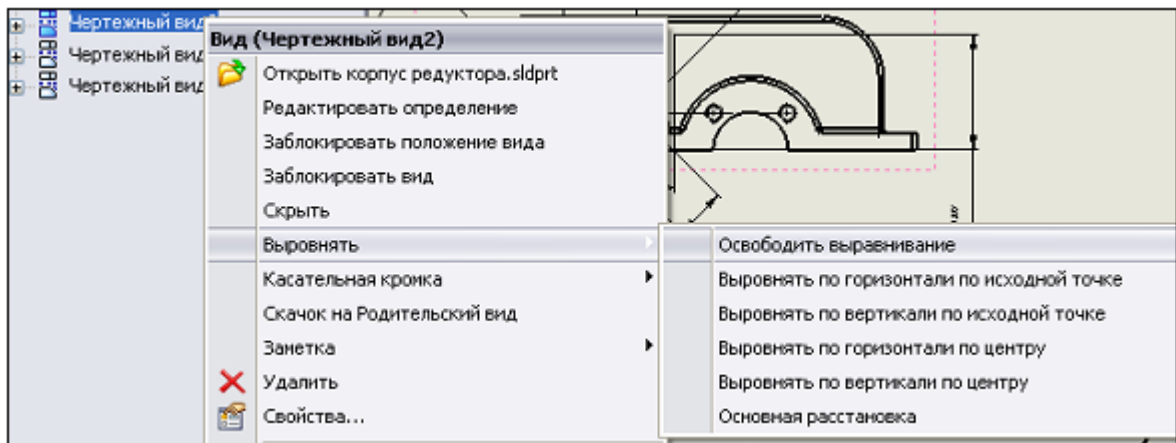 Чертежный вид
Чертежный вид
Чертежный вид
Вид (Чертежный вид2)
Открыть корпус редуктора.sldprt
Редактировать определение
Заблокировать положение вида
Заблокировать вид
Скрыть
Выровнять
Освободить выравнивание
Касательная кромка
Выровнять по горизонтали по исходной точке
Скачок на Родительский вид
Выровнять по вертикали по исходной точке
Заметка
Выровнять по горизонтали по центру
Удалить
Выровнять по вертикали по центру
Свойства...
Основная расстановка